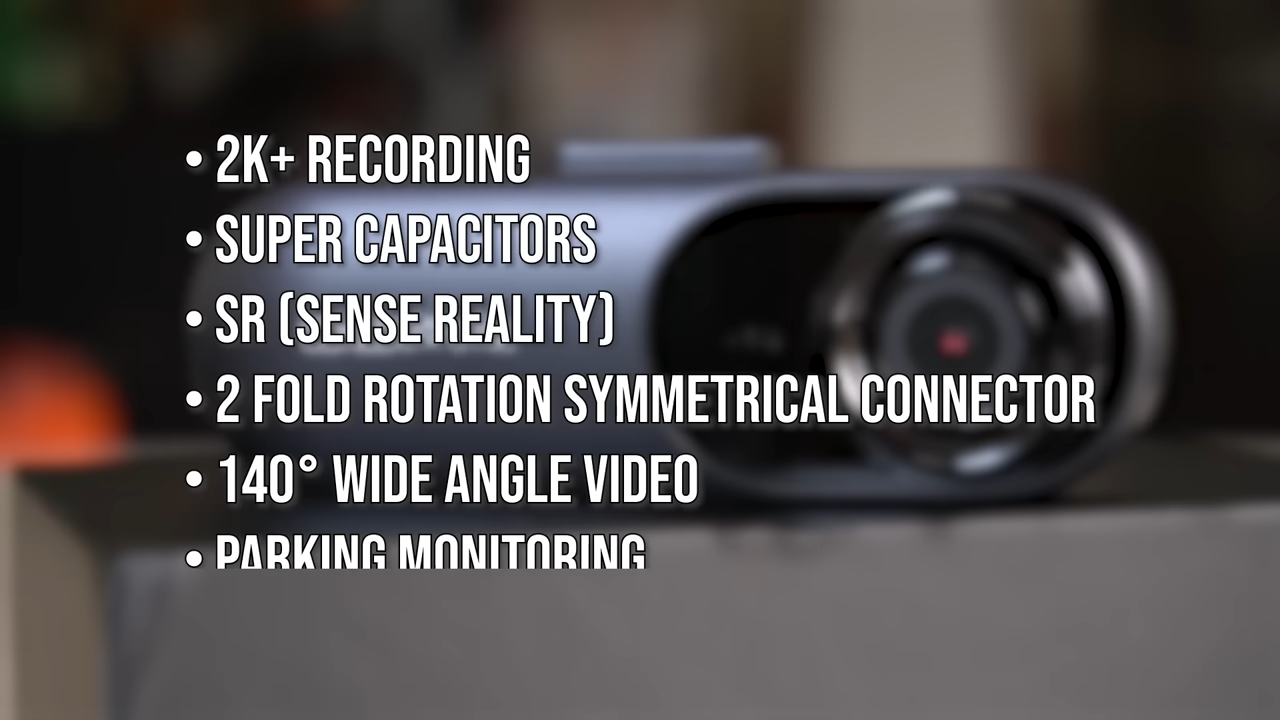 • 2K+ RECORDING
• SUPER CAPACITORS
• SR (SENSE REALITY)
• 2 FOLD ROTATION SYMMETRICAL CONNECTOR
• 140° WIDE ANGLE VIDEO
• PARKING MONITORING